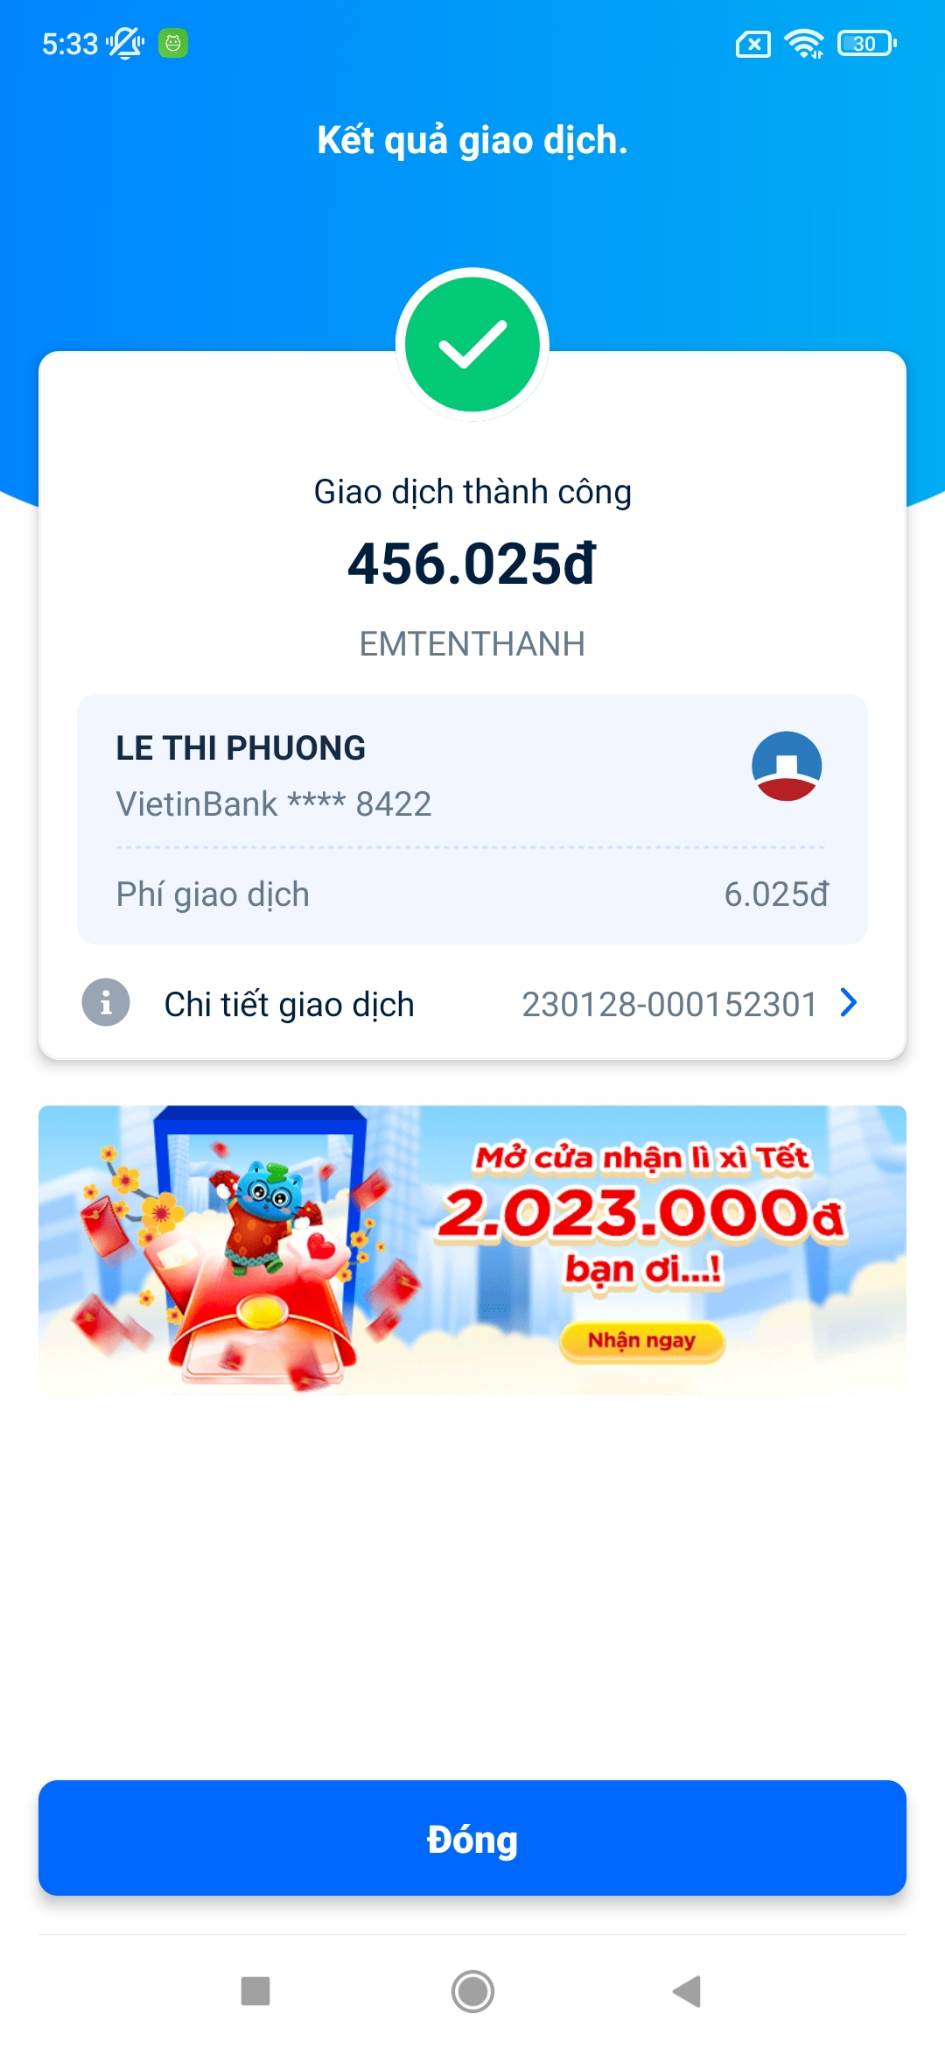 5:33
30
Kết quả giao dịch.
Giao dịch thành công
456.025đ
EMTENTHANH
LE THI PHUONG
VietinBank **** 8422
Phí giao dịch 6.025đ
Chi tiết giao dịch 230128-000152301
Mở cửa nhận lì xì Tết
2.023.000đ
bạn ơi...!
Nhận ngay
Đóng